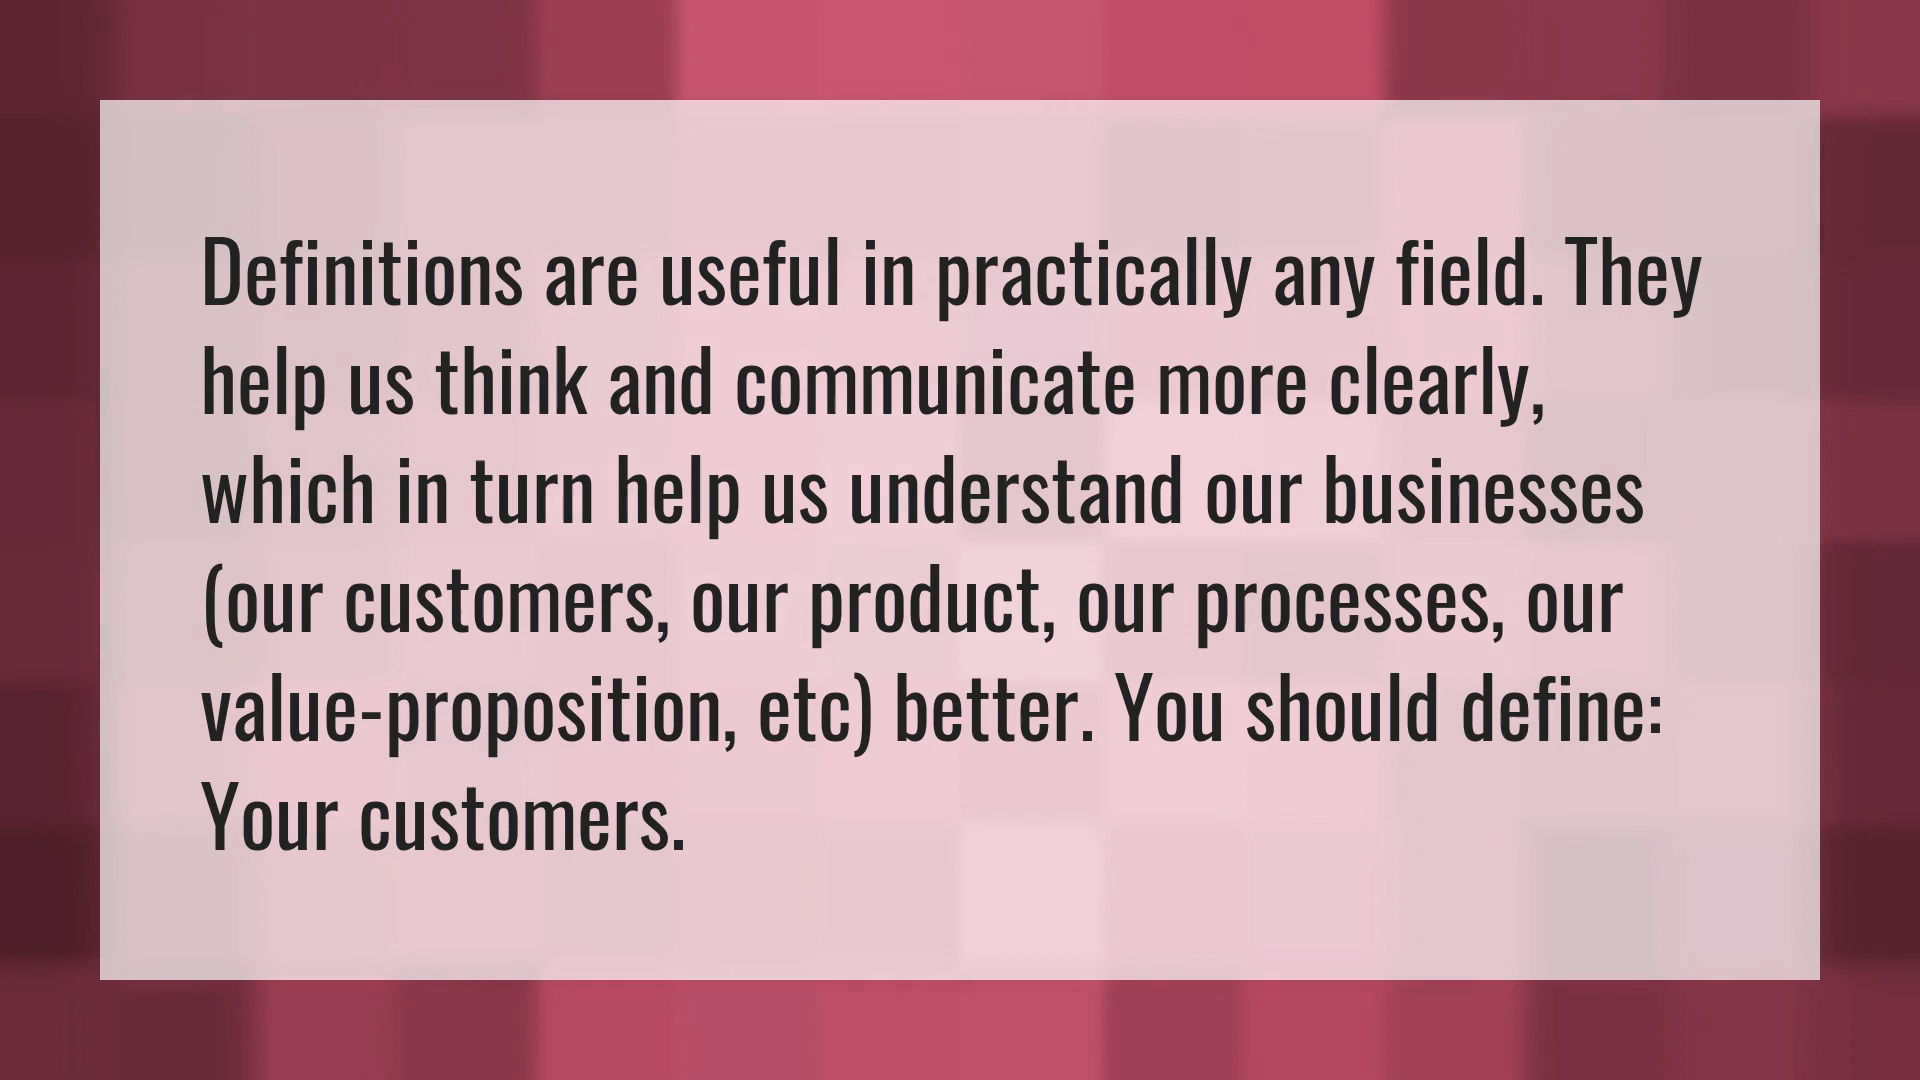 Definitions are useful in practically any field. They
help us think and communicate more clearly,
which in turn help us understand our businesses
(our customers, our product, our processes, our
value-proposition, etc) better. You should define:
Your customers.